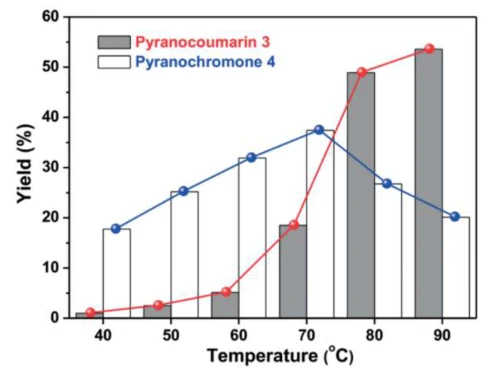 60
50
40
30
20
10
0
Yield (%)
Pyranocoumarin 3
Pyranochromone 4
40 50 60 70 80 90
Temperature (°C)